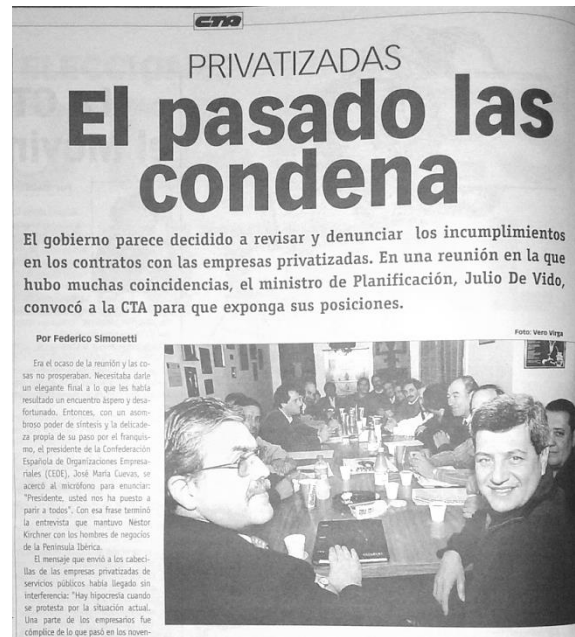 CTA
PRIVATIZADAS
El pasado las
condena
El gobierno parece decidido a revisar y denunciar los incumplimientos
en los contratos con las empresas privatizadas. En una reunión en la que
hubo muchas coincidencias, el ministro de Planificación, Julio De Vido,
convocó a la CTA para que exponga sus posiciones.
Por Federico Simonetti
Foto: Vero Virga
Era el ocaso de la reunión y las co-
sas no prosperaban. Necesitaba darle
un elegante final a lo que les había
resultado un encuentro áspero y desa-
fortunado. Entonces, con un asom-
broso poder de síntesis y la delicade-
za propia de su paso por el franquis-
mo, el presidente de la Confederación
Española de Organizaciones Empresa-
riales (CEDE), José María Cuevas, se
acercó al micrófono para enunciar:
"Presidente, usted nos ha puesto a
parir a todos". Con esa frase terminó
la entrevista que mantuvo Néstor
Kirchner con los hombres de negocios
de la Península Ibérica.
El mensaje que envió a los cabeci-
llas de las empresas privatizadas de
servicios públicos había llegado sin
interferencia: "Hay hipocresía cuando
se protesta por la situación actual.
Una parte de los empresarios fue
cómplice de lo que pasó en los noven-